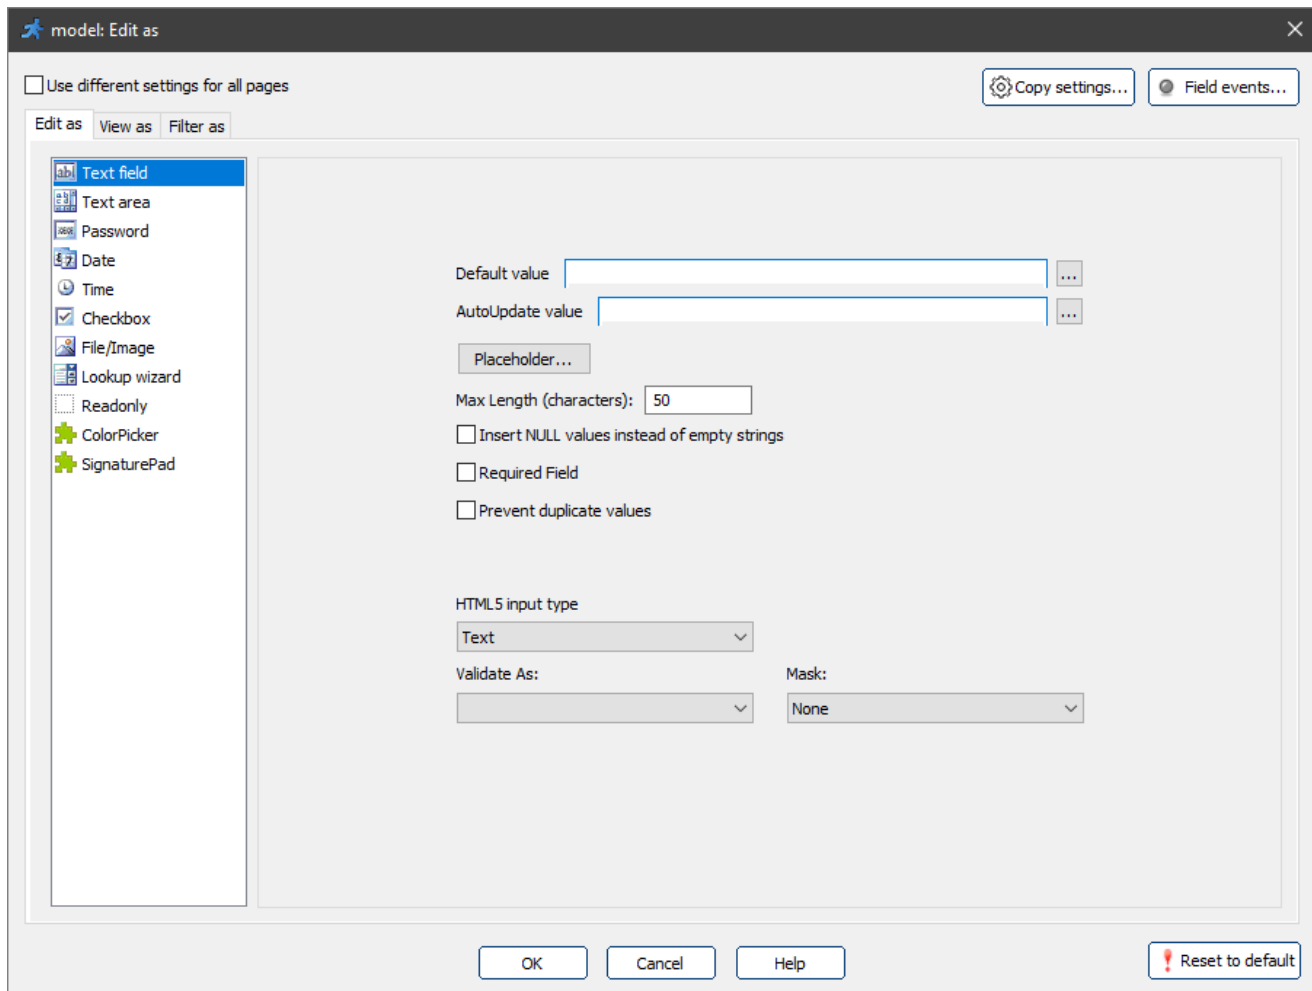 model: Edit as
Use different settings for all pages
Copy settings...
Field events...
Edit as
View as
Filter as
Text field
Text area
Password
Date
Time
Checkbox
File/Image
Lookup wizard
Readonly
ColorPicker
SignaturePad
Default value
...
AutoUpdate value
...
Placeholder...
Max Length (characters): 50
Insert NULL values instead of empty strings
Required Field
Prevent duplicate values
HTML5 input type
Text
Validate As:
Mask:
None
OK
Cancel
Help
Reset to default